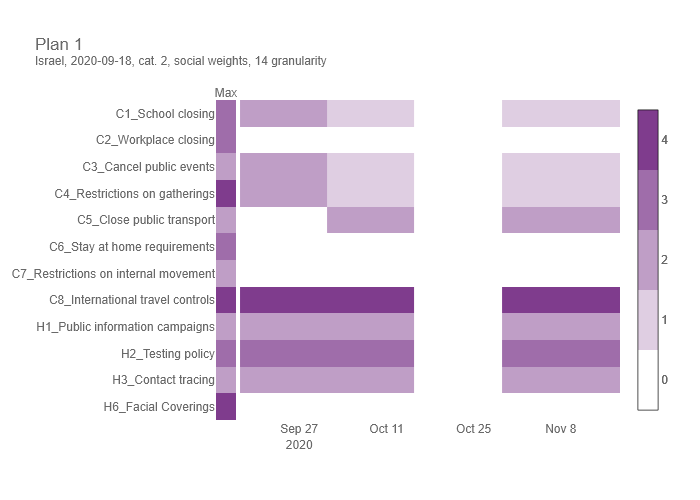 Plan 1
Israel, 2020-09-18, cat. 2, social weights, 14 granularity
Max
C1_School closing
C2_Workplace closing
C3_Cancel public events
C4_Restrictions on gatherings
C5_Close public transport
C6_Stay at home requirements
C7_Restrictions on internal movement
C8_International travel controls
H1_Public information campaigns
H2_Testing policy
H3_Contact tracing
H6_Facial Coverings
Sep 27 Oct 11 Oct 25 Nov 8
2020
4
3
2
1
0